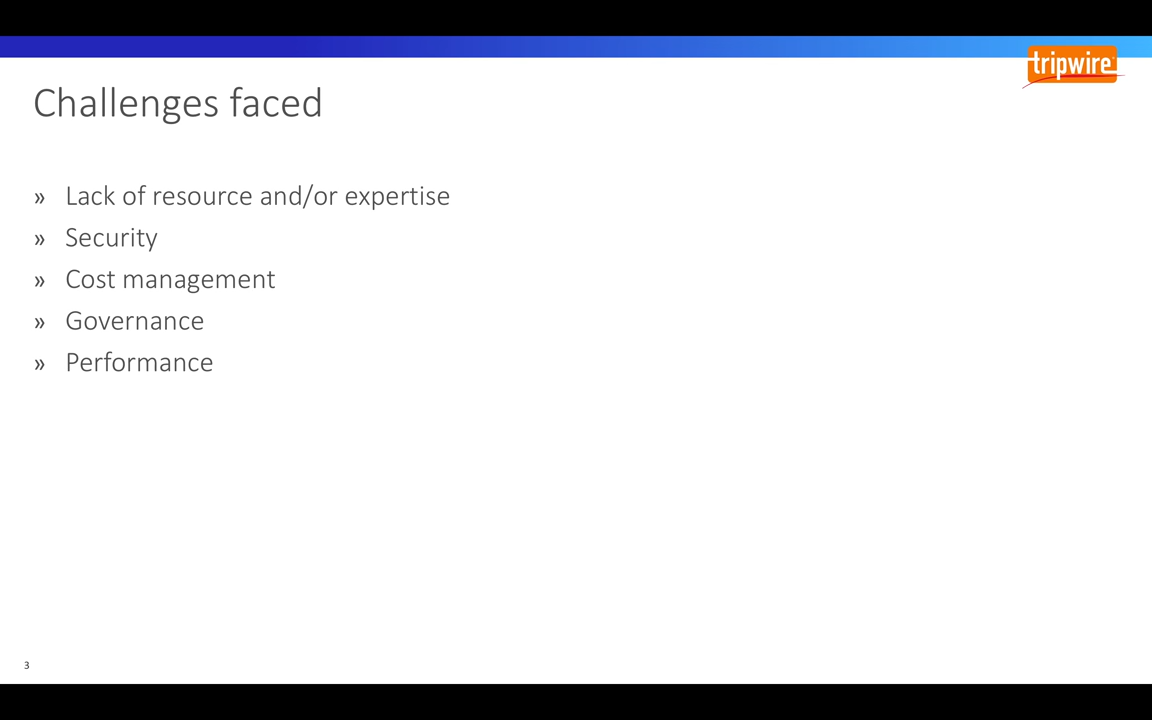 tripwire
Challenges faced
» Lack of resource and/or expertise
» Security
» Cost management
» Governance
» Performance
3